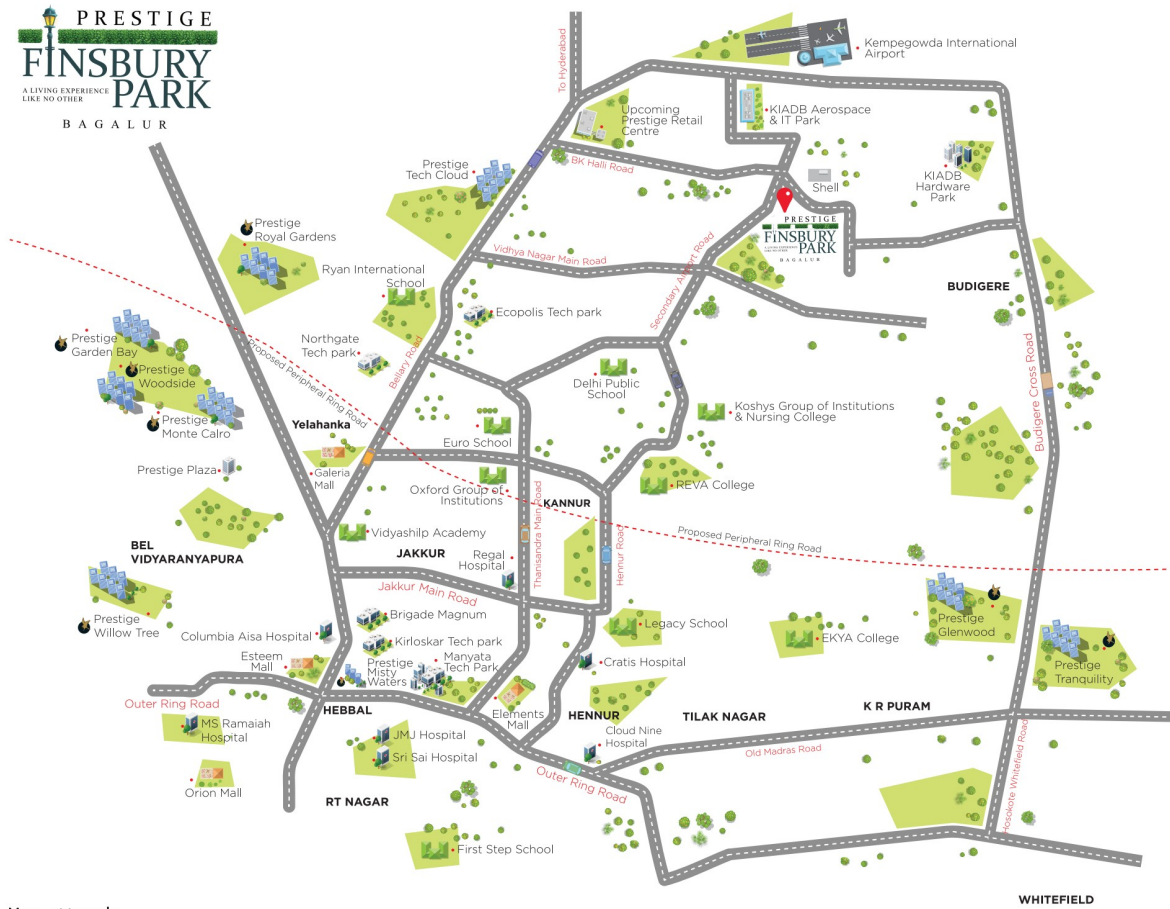 PRESTIGE
FINSBURY
PARK
A LIVING EXPERIENCE
LIKE NO OTHER
BAGALUR
To Hyderabad
Kempegowda International
Airport
Upcoming
Prestige Retail
Centre
KIADB Aerospace
& IT Park
BK Halli Road
Prestige
Tech Cloud
Shell
KIADB
Hardware
Park
PRESTIGE
FINSBURY
PARK
BAGALUR
Prestige
Royal Gardens
Ryan International
School
Vidhya Nagar Main Road
Secondary Airport Road
BUDIGERE
Ecopolis Tech park
Northgate
Tech park
Bellary Road
Proposed Peripheral Ring Road
Prestige
Garden Bay
Prestige
Woodside
Prestige
Monte Calro
Delhi Public
School
Budigere Cross Road
Koshys Group of Institutions
& Nursing College
Yelahanka
Euro School
Prestige Plaza
Galeria
Mall
Oxford Group of
Institutions
REVA College
KANNUR
Thanisandra Main Road
Hennur Road
Proposed Peripheral Ring Road
Vidyashilp Academy
BEL
VIDYARANYAPURA
JAKKUR
Regal
Hospital
Jakkur Main Road
Prestige
Willow Tree
Brigade Magnum
Columbia Aisa Hospital
Kirloskar Tech park
Legacy School
EKYA College
Prestige
Glenwood
Esteem
Mall
Prestige
Misty
Waters
Manyata
Tech Park
Cratis Hospital
Prestige
Tranquility
Outer Ring Road
HEBBAL
Elements
Mall
HENNUR
TILAK NAGAR
K R PURAM
MS Ramaiah
Hospital
JMJ Hospital
Sri Sai Hospital
Cloud Nine
Hospital
Old Madras Road
Hosokote Whitefield Road
Outer Ring Road
Orion Mall
RT NAGAR
First Step School
WHITEFIELD